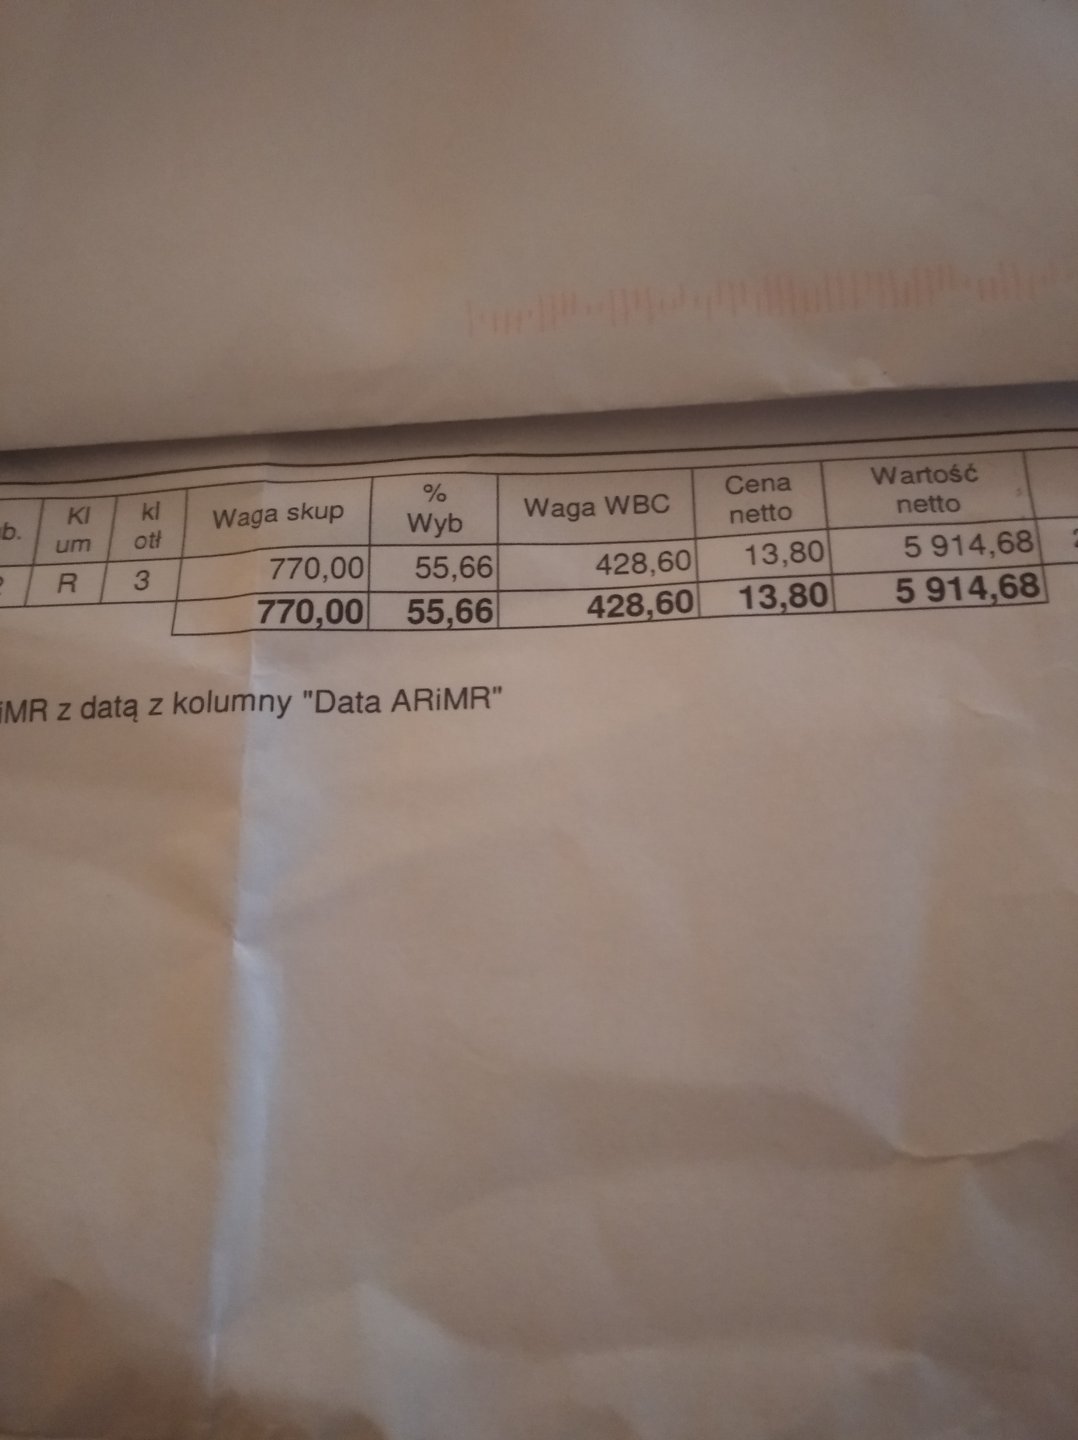 b. Kl um kl otł Waga skup % Wyb Waga WBC Cena netto Wartość netto
R 3 770,00 55,66 428,60 13,80 5 914,68
770,00 55,66 428,60 13,80 5 914,68
iMR z datą z kolumny "Data ARiMR"